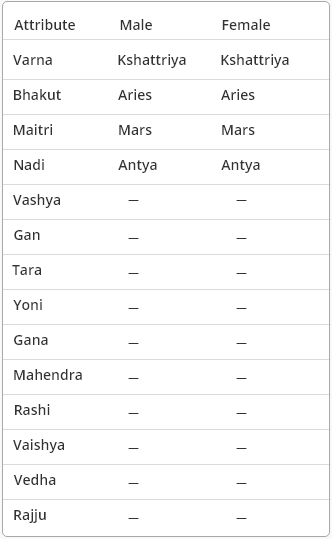 Attribute Male Female
Varna Kshattriya Kshattriya
Bhakut Aries Aries
Maitri Mars Mars
Nadi Antya Antya
Vashya — —
Gan — —
Tara — —
Yoni — —
Gana — —
Mahendra — —
Rashi — —
Vaishya — —
Vedha — —
Rajju — —